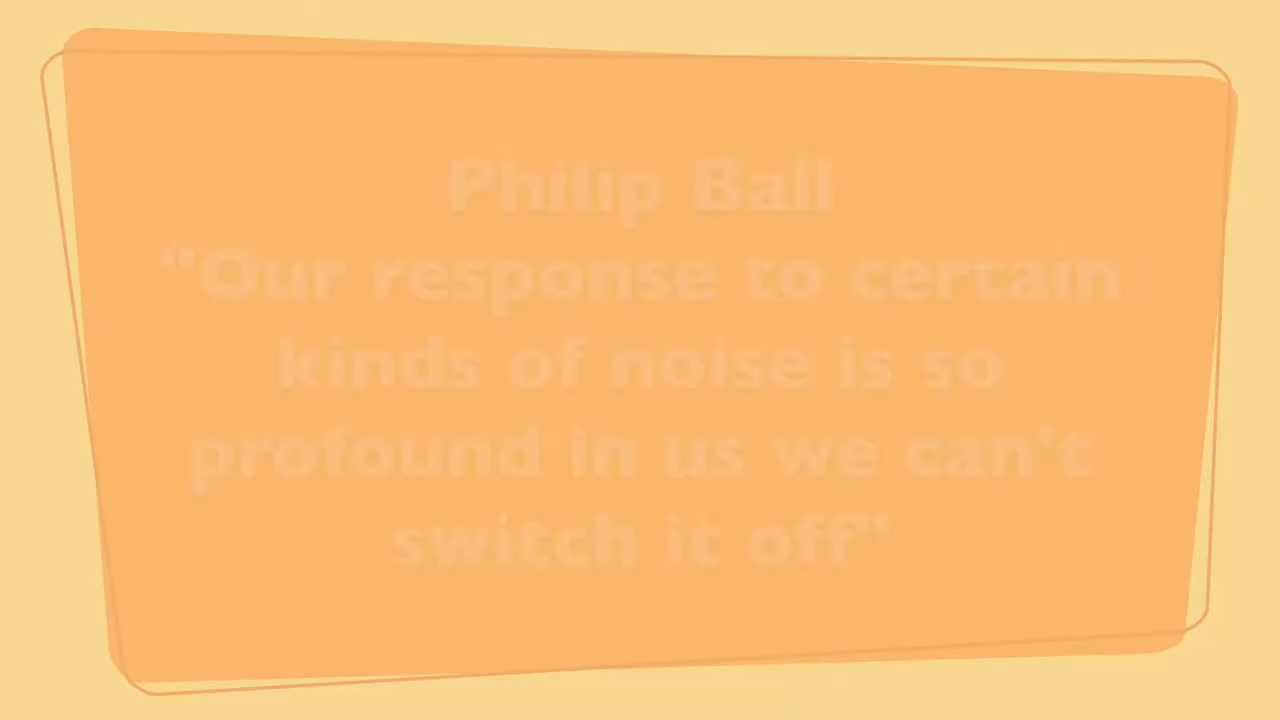 Philip Ball
"Our response to certain
kinds of noise is so
profound in us we can't
switch it off"